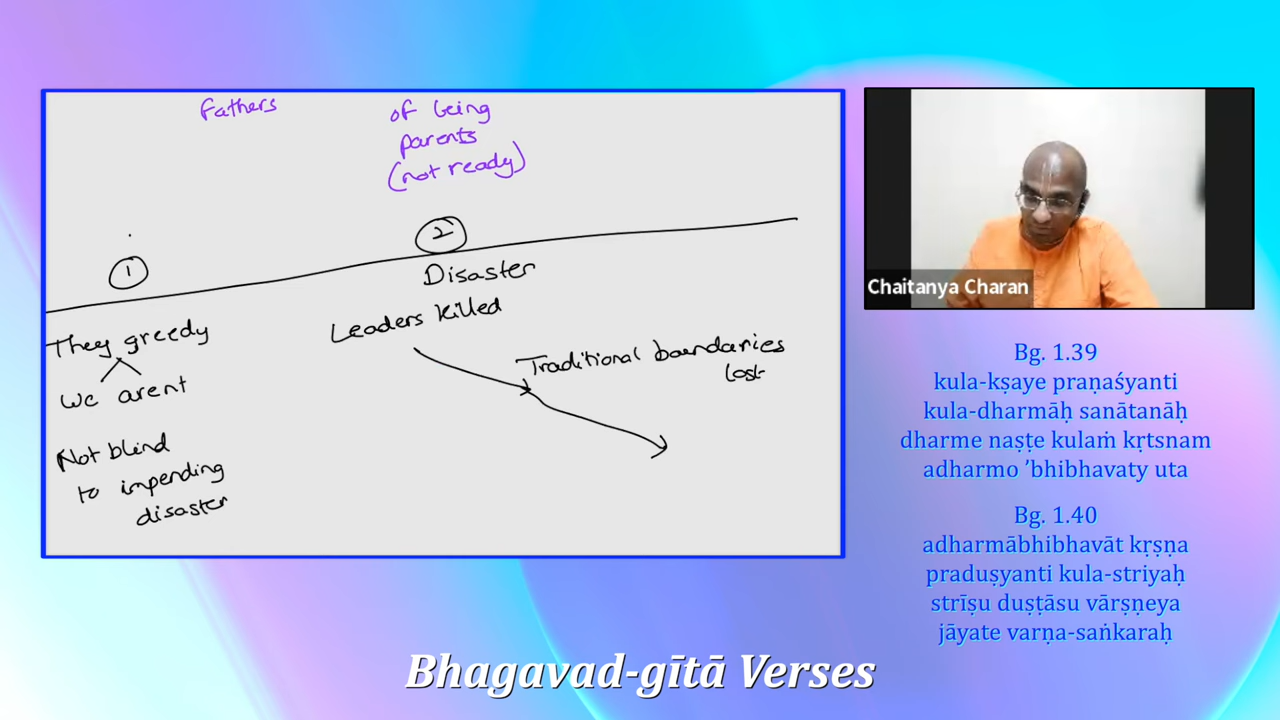 Fathers
of being
parents
(not ready)
1
2
They greedy
We arent
Not blind
to impending
disaster
Disaster
Leaders killed
Traditional boundaries
lost
Chaitanya Charan
Bg. 1.39
kula-kṣaye praṇaśyanti
kula-dharmāḥ sanātanāḥ
dharme naṣṭe kulaṁ kṛtsnam
adharmo ’bhibhavaty uta
Bg. 1.40
adharmābhibhavāt kṛṣṇa
praduṣyanti kula-striyaḥ
strīṣu duṣṭāsu vārṣṇeya
jāyate varṇa-saṅkaraḥ
Bhagavad-gītā Verses